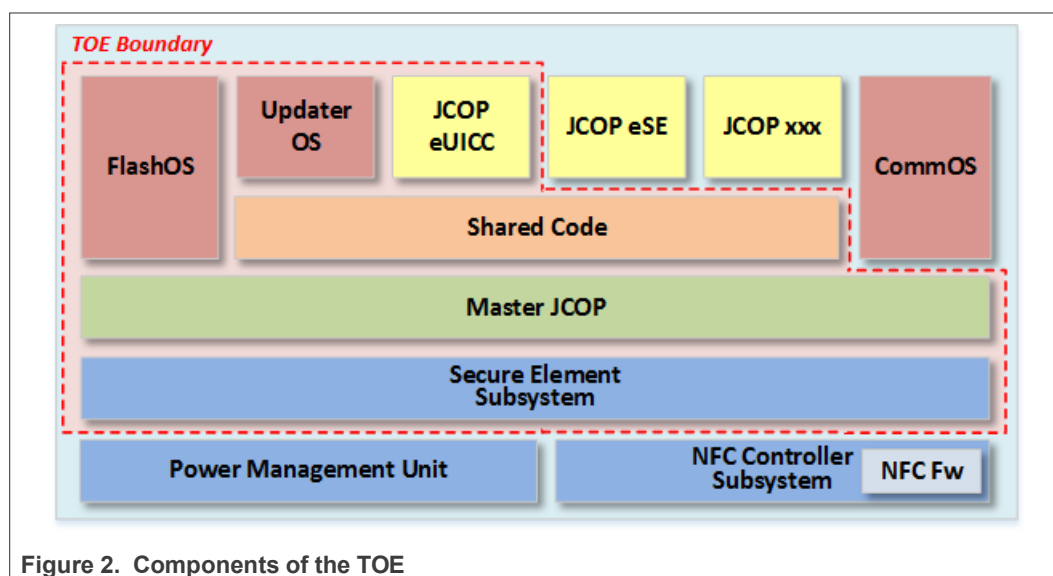 TOE Boundary
FlashOS
Updater
OS
JCOP
eUICC
JCOP eSE
JCOP xxx
CommOS
Shared Code
Master JCOP
Secure Element
Subsystem
Power Management Unit
NFC Controller
Subsystem
NFC Fw
Figure 2. Components of the TOE